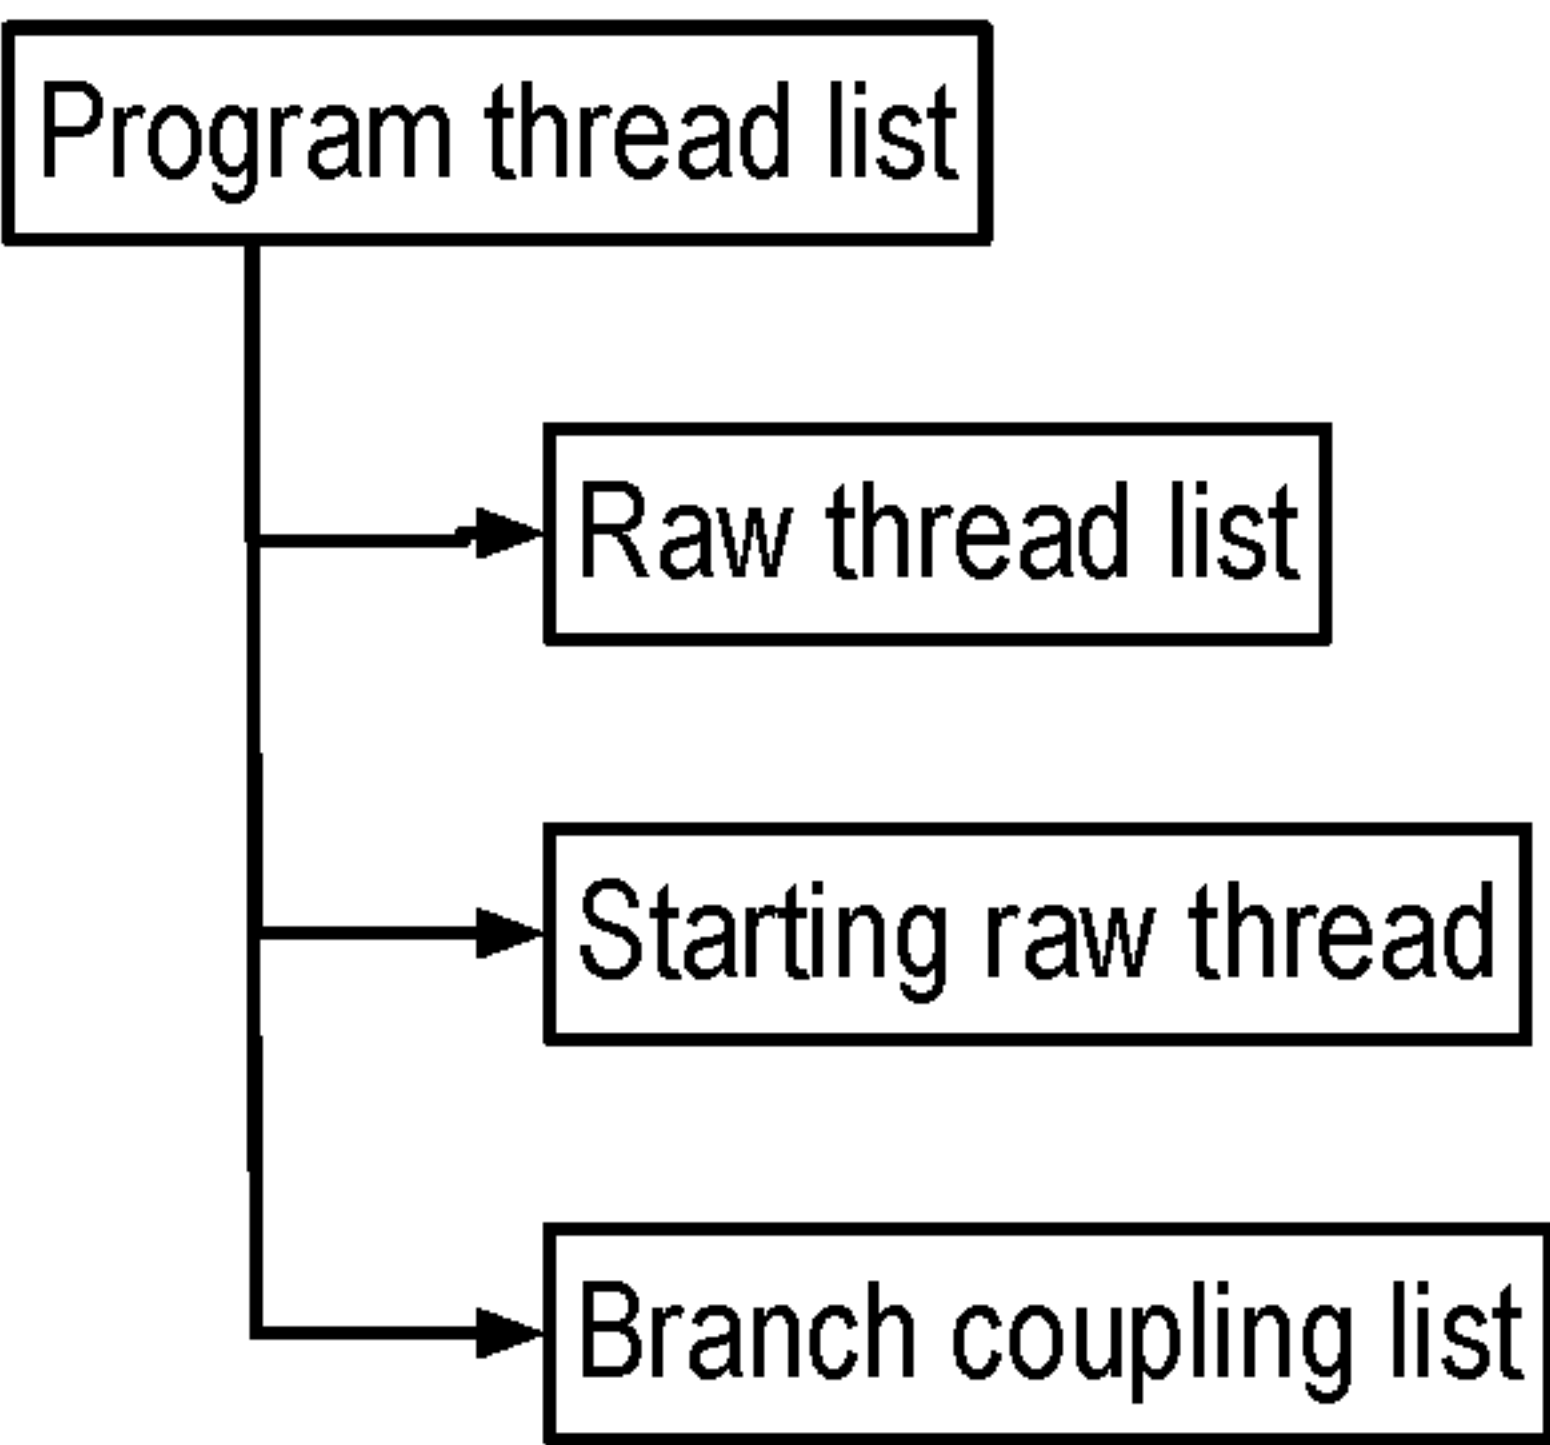 Program thread list
Raw thread list
Starting raw thread
Branch coupling list